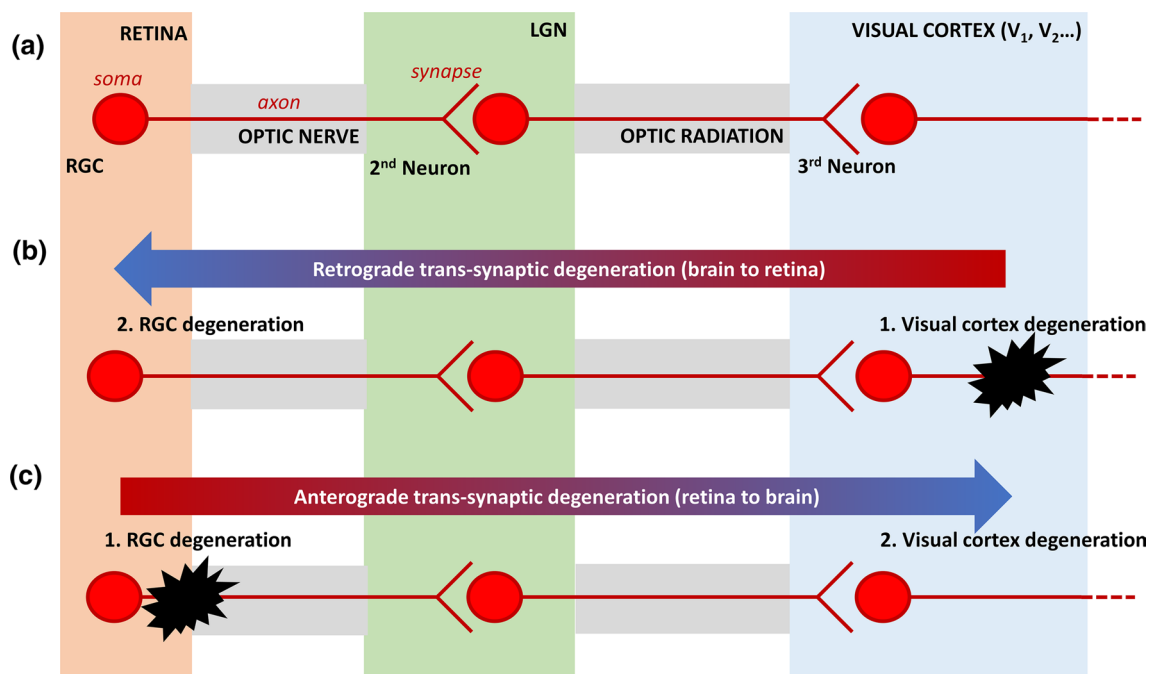 (a)
RETINA
LGN
VISUAL CORTEX (V1, V2...)
soma
axon
synapse
OPTIC NERVE
OPTIC RADIATION
RGC
2nd Neuron
3rd Neuron
(b)
Retrograde trans-synaptic degeneration (brain to retina)
2. RGC degeneration
1. Visual cortex degeneration
(c)
Anterograde trans-synaptic degeneration (retina to brain)
1. RGC degeneration
2. Visual cortex degeneration